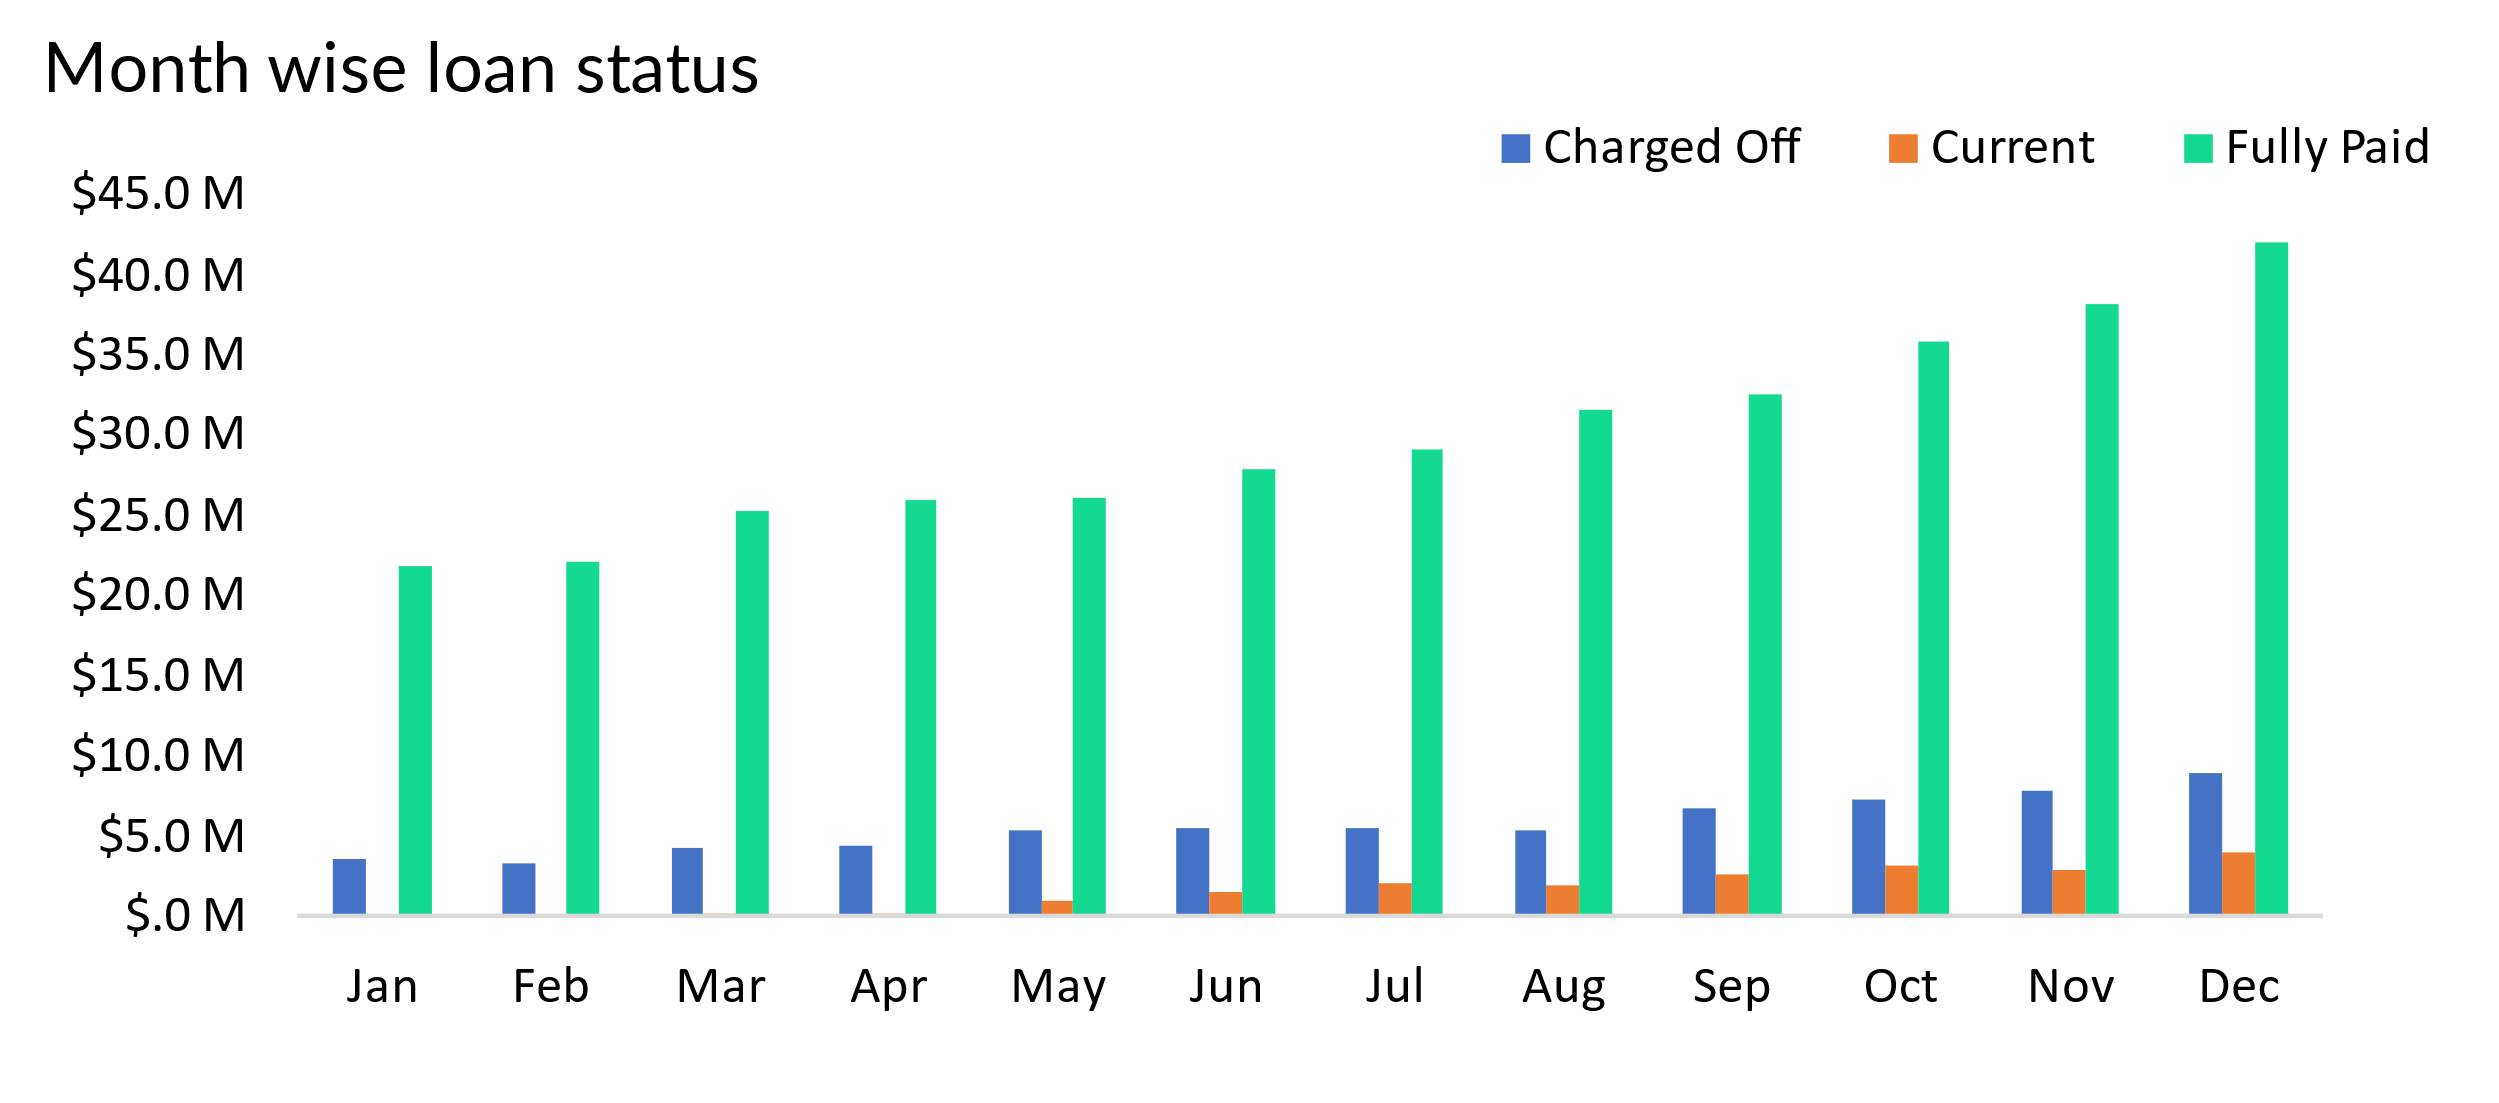 Month wise loan status
Charged Off Current Fully Paid
$45.0 M
$40.0 M
$35.0 M
$30.0 M
$25.0 M
$20.0 M
$15.0 M
$10.0 M
$5.0 M
$.0 M
Jan Feb Mar Apr May Jun Jul Aug Sep Oct Nov Dec